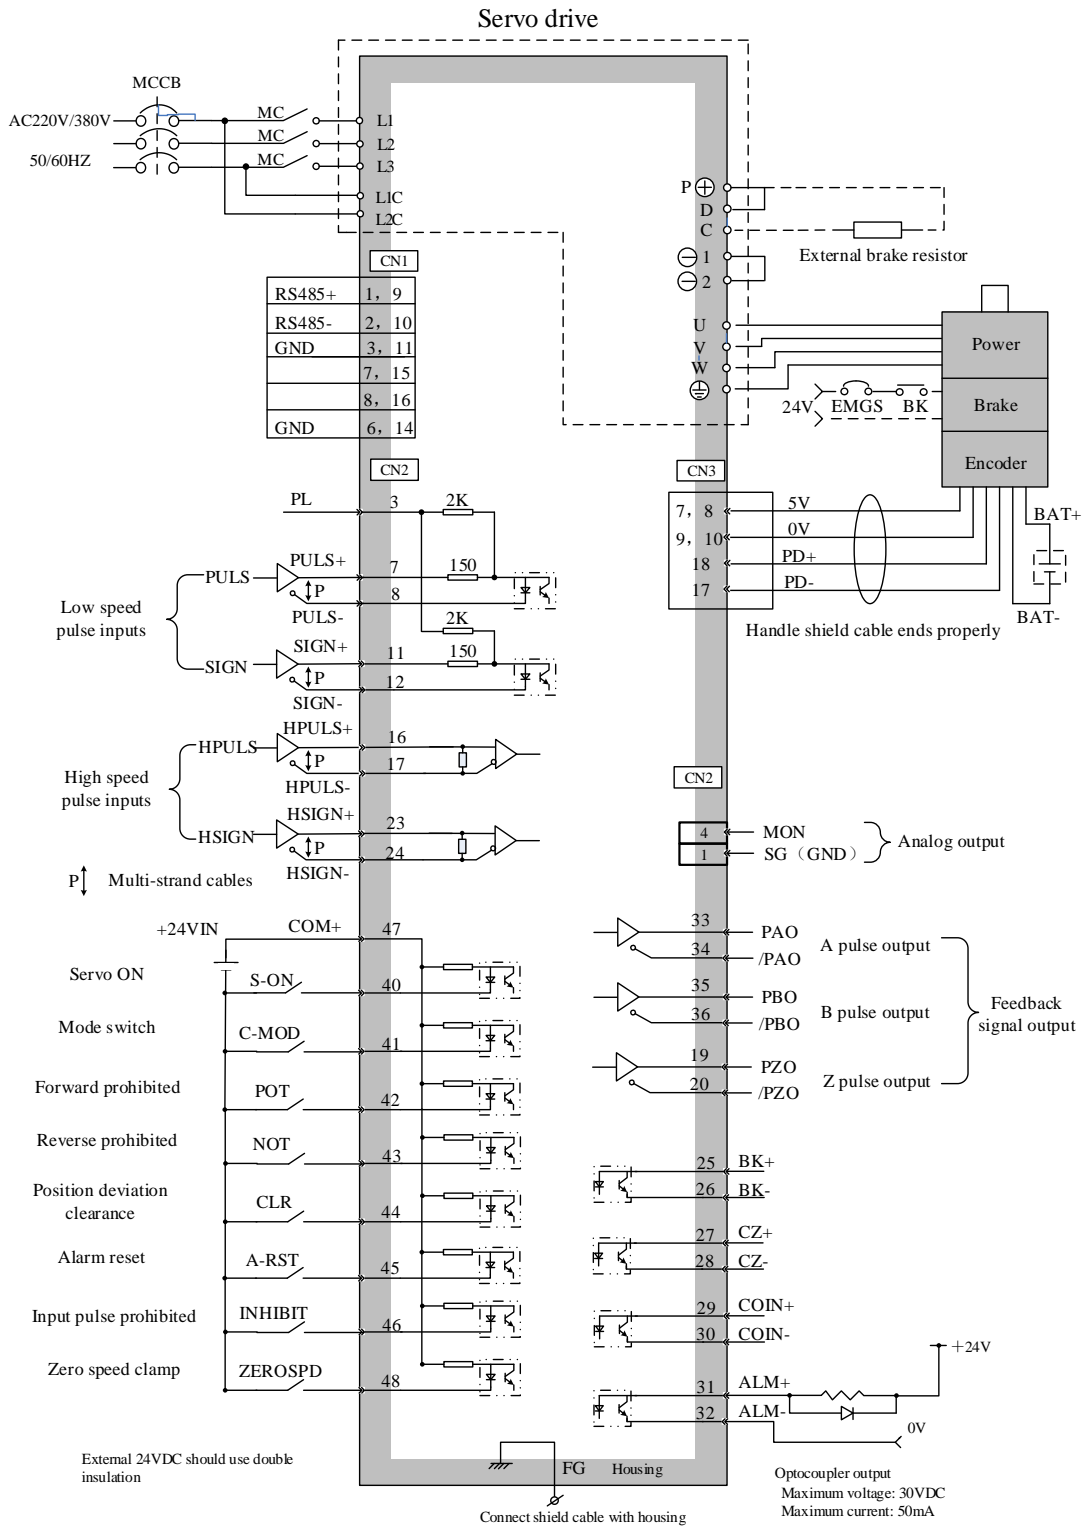 Servo drive
MCCB
AC220V/380V
50/60HZ
MC
MC
MC
L1
L2
L3
L1C
L2C
P
D
C
External brake resistor
1
2
U
V
W
Power
24V
EMGS
BK
Brake
Encoder
CN1
RS485+ 1, 9
RS485- 2, 10
GND 3, 11
7, 15
8, 16
GND 6, 14
CN2
PL 3 2K
PULS PULS+ 7 150
P 8
PULS-
Low speed
pulse inputs
2K
SIGN SIGN+ 11 150
P 12
SIGN-
HPULS HPULS+ 16
P 17
HPULS-
High speed
pulse inputs
HSIGN HSIGN+ 23
P 24
HSIGN-
P Multi-strand cables
CN3
7, 8 5V
9, 10 0V
18 PD+
17 PD-
BAT+
BAT-
Handle shield cable ends properly
CN2
4 MON
1 SG（GND）
Analog output
+24VIN COM+ 47
Servo ON S-ON 40
Mode switch C-MOD 41
Forward prohibited POT 42
Reverse prohibited NOT 43
Position deviation
clearance CLR 44
Alarm reset A-RST 45
Input pulse prohibited INHIBIT 46
Zero speed clamp ZEROSPD 48
33 PAO
34 /PAO
A pulse output
35 PBO
36 /PBO
B pulse output
19 PZO
20 /PZO
Z pulse output
Feedback
signal output
25 BK+
26 BK-
27 CZ+
28 CZ-
29 COIN+
30 COIN-
31 ALM+
32 ALM-
+24V
0V
External 24VDC should use double
insulation
FG Housing
Connect shield cable with housing
Optocoupler output
Maximum voltage: 30VDC
Maximum current: 50mA